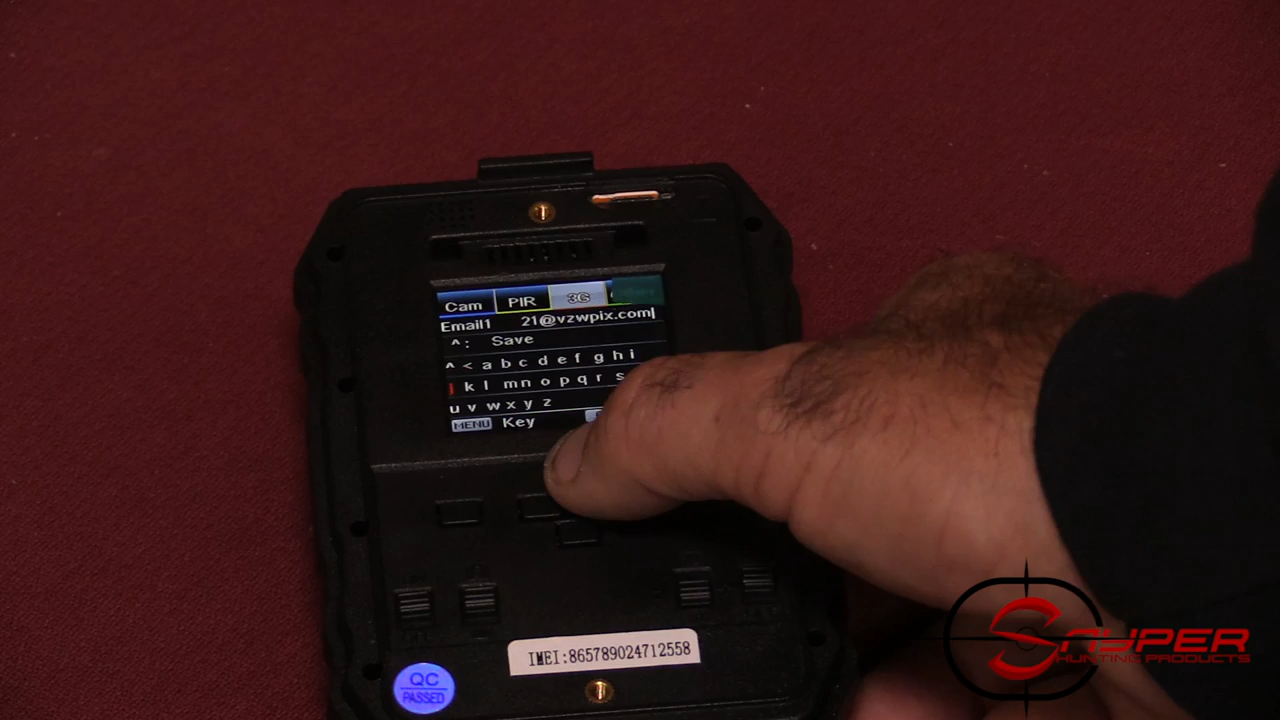 Cam PIR 3G
Email1 21@vzwpix.com
^: Save
^ < a b c d e f g h i
j k l m n o p q r s
u v w x y z
MENU Key
IMEI:865789024712558
QC
PASSED
SNYPER
HUNTING PRODUCTS